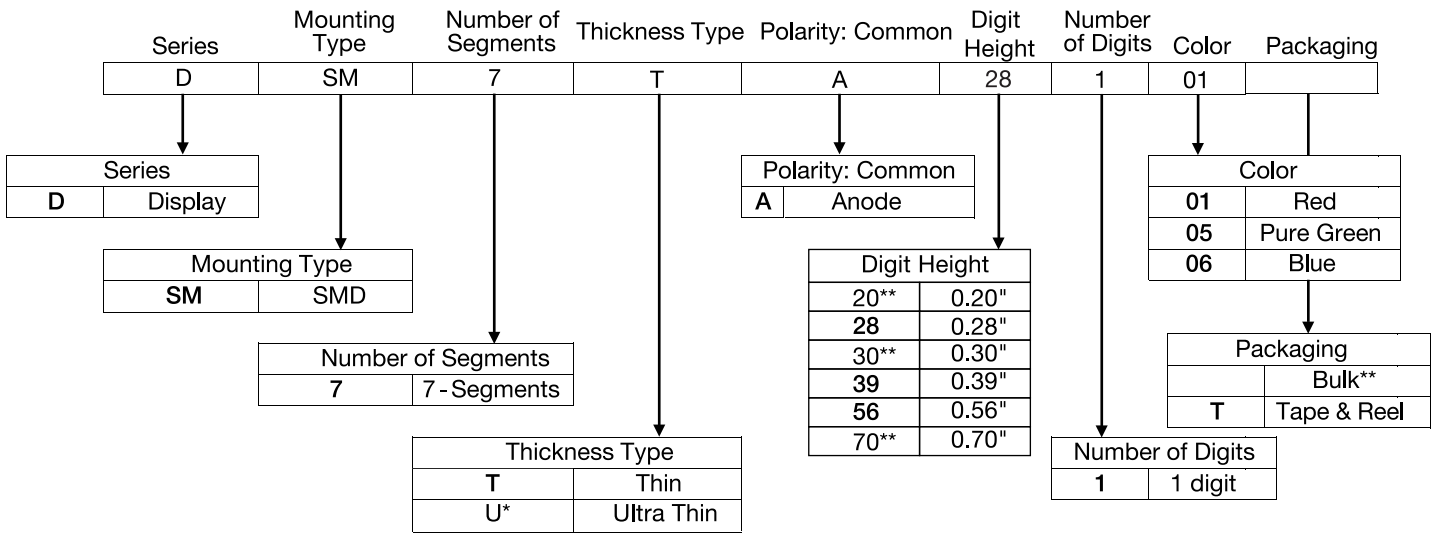 Series
Mounting
Type
Number of
Segments
Thickness Type
Polarity: Common
Digit
Height
Number
of Digits
Color
Packaging
D SM 7 T A 28 1 01
Series
D Display
Mounting Type
SM SMD
Number of Segments
7 7-Segments
Thickness Type
T Thin
U* Ultra Thin
Polarity: Common
A Anode
Digit Height
20** 0.20"
28 0.28"
30** 0.30"
39 0.39"
56 0.56"
70** 0.70"
Number of Digits
1 1 digit
Color
01 Red
05 Pure Green
06 Blue
Packaging
Bulk**
T Tape & Reel